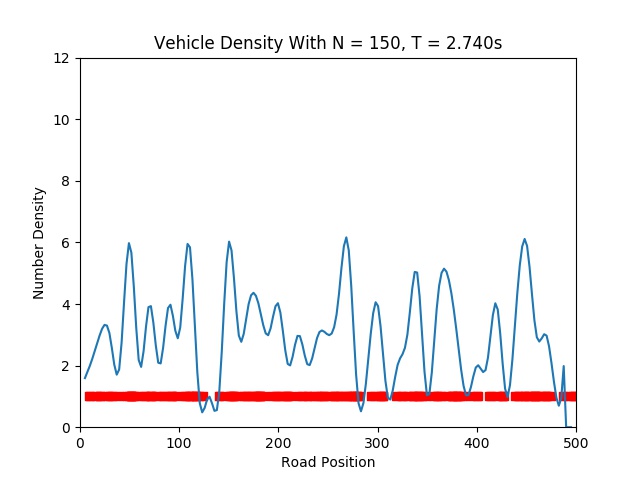 Vehicle Density With N = 150, T = 2.740s
12
10
8
6
4
2
0
Number Density
0 100 200 300 400 500
Road Position